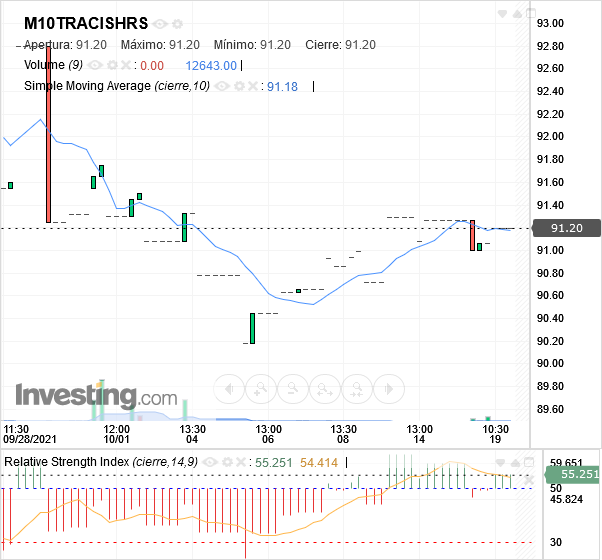 M10TRACISHRS
Apertura: 91.20 Máximo: 91.20 Mínimo: 91.20 Cierre: 91.20
Volume (9) : 0.00 12643.00
Simple Moving Average (cierre,10) : 91.18
93.00
92.80
92.60
92.40
92.20
92.00
91.80
91.60
91.40
91.20
91.00
90.80
90.60
90.40
90.20
90.00
89.80
89.60
Investing.com
11:30 12:00 13:30 13:30 13:30 13:00 10:30
09/28/2021 10/01 04 06 08 14 19
Relative Strength Index (cierre,14,9) : 55.251 54.414
59.651
55.251
50
45.824
30